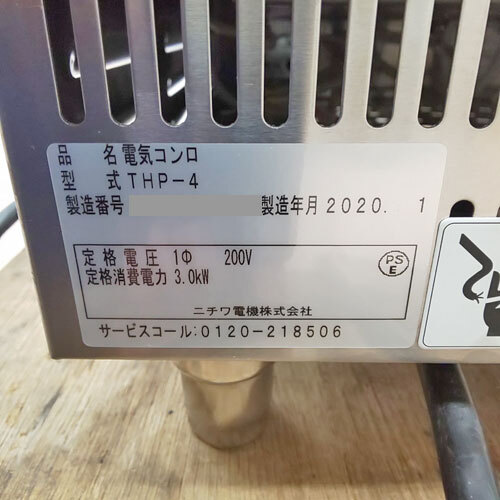 品 名 電気コンロ
型 式 THP-4
製造番号 製造年月 2020. 1
定格電圧 1Φ 200V
定格消費電力 3.0kW
PS
E
ニチワ電機株式会社
サービスコール:0120-218506